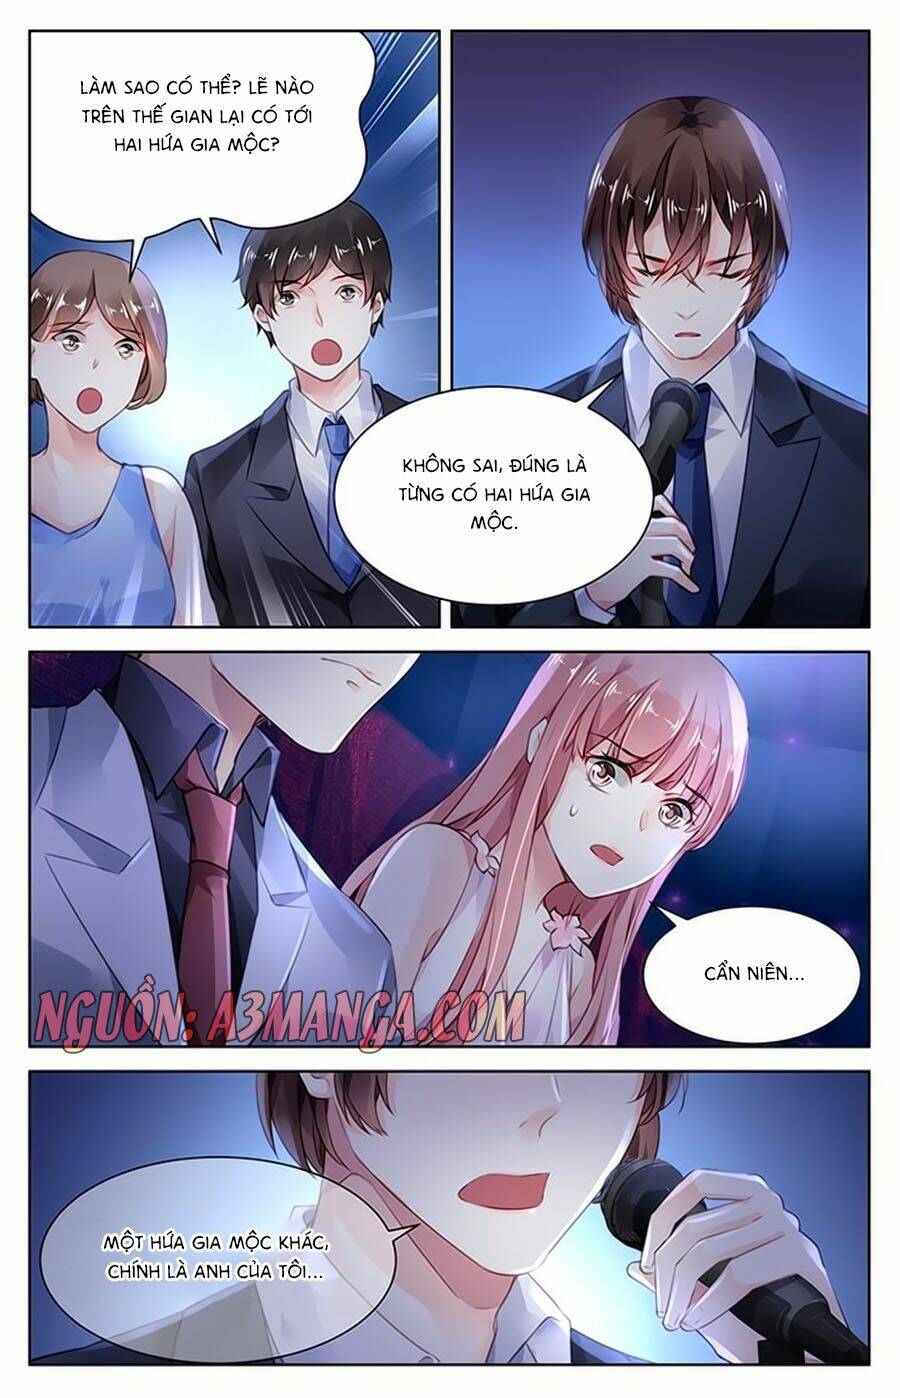 LÀM SAO CÓ THỂ? LẼ NÀO
TRÊN THẾ GIAN LẠI CÓ TỚI
HAI HỨA GIA MỘC?
KHÔNG SAI, ĐÚNG LÀ
TỪNG CÓ HAI HỨA GIA
MỘC.
CẨN NIÊN...
NGUỒN: A3MANGA.COM
MỘT HỨA GIA MỘC KHÁC,
CHÍNH LÀ ANH CỦA TÔI...